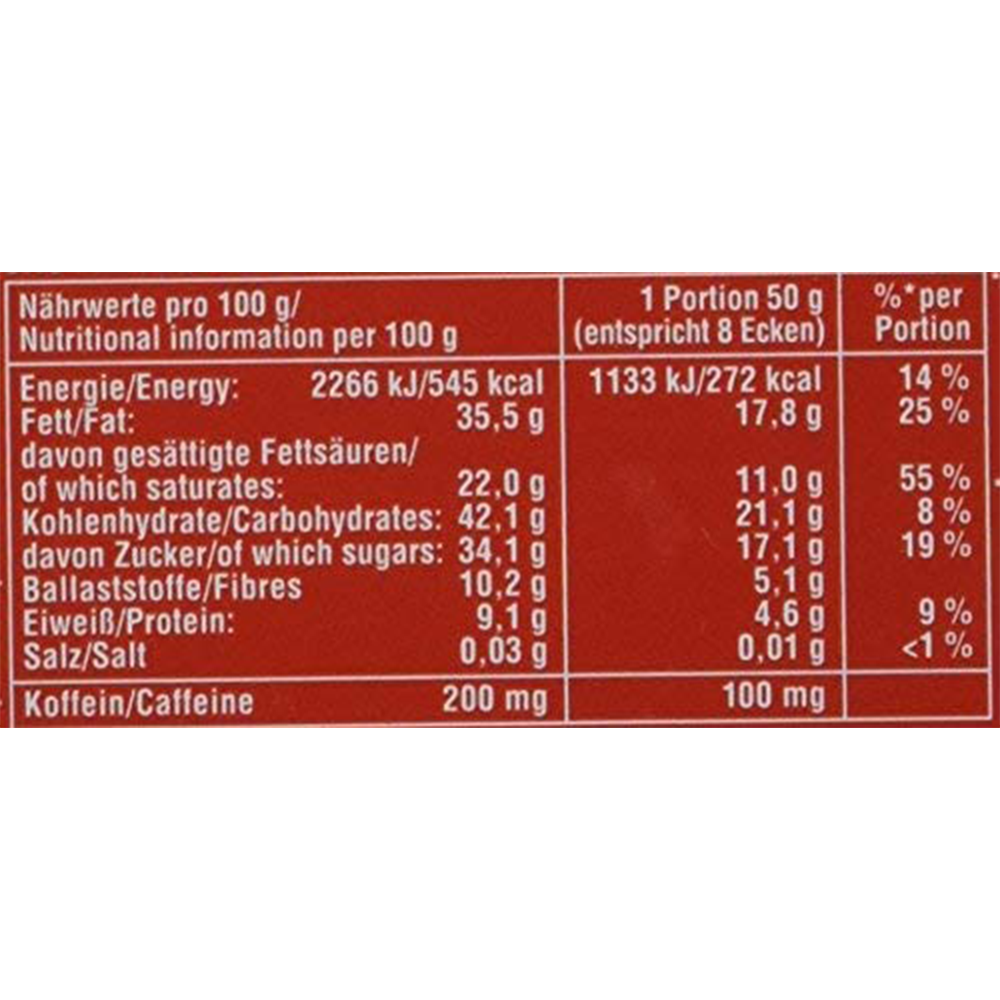 Nährwerte pro 100 g/ 1 Portion 50 g %* per
Nutritional information per 100 g (entspricht 8 Ecken) Portion
Energie/Energy: 2266 kJ/545 kcal 1133 kJ/272 kcal 14 %
Fett/Fat: 35,5 g 17,8 g 25 %
davon gesättigte Fettsäuren/
of which saturates: 22,0 g 11,0 g 55 %
Kohlenhydrate/Carbohydrates: 42,1 g 21,1 g 8 %
davon Zucker/of which sugars: 34,1 g 17,1 g 19 %
Ballaststoffe/Fibres 10,2 g 5,1 g
Eiweiß/Protein: 9,1 g 4,6 g 9 %
Salz/Salt 0,03 g 0,01 g <1 %
Koffein/Caffeine 200 mg 100 mg